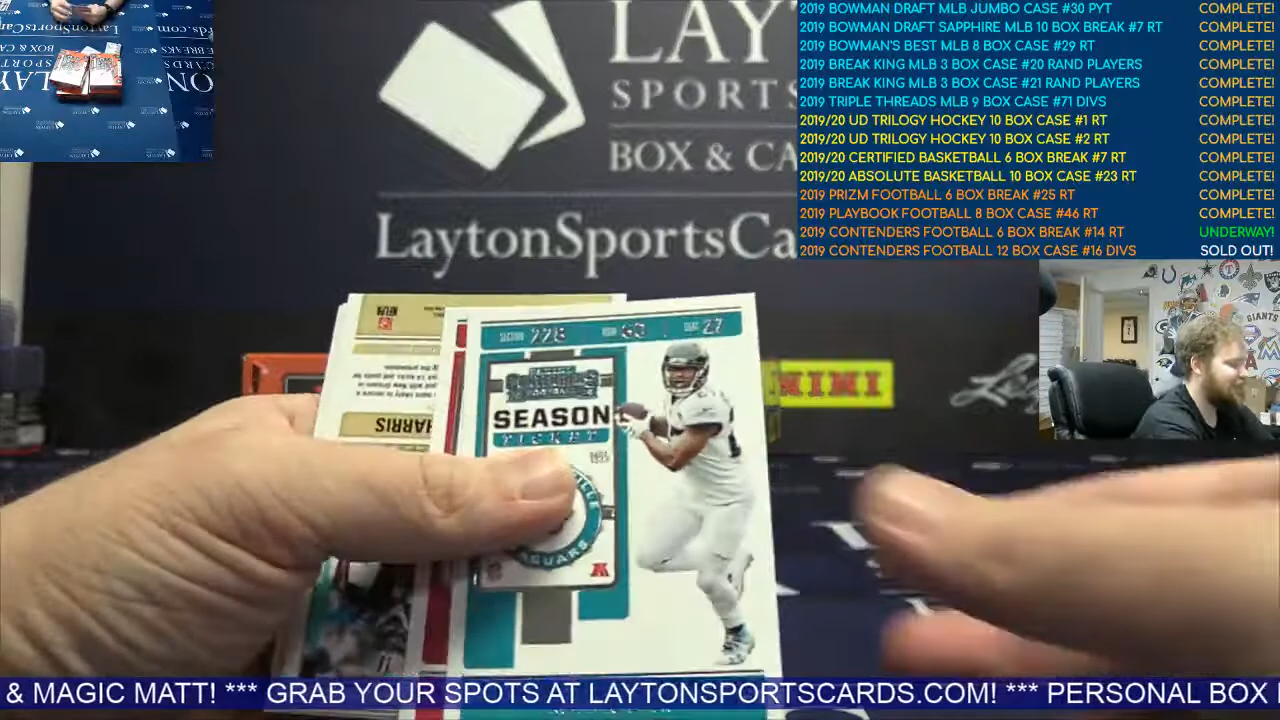 LAY
SPORTS
BOX & CA
LaytonSportsCa
2019 BOWMAN DRAFT MLB JUMBO CASE #30 PYT COMPLETE!
2019 BOWMAN DRAFT SAPPHIRE MLB 10 BOX BREAK #7 RT COMPLETE!
2019 BOWMAN'S BEST MLB 8 BOX CASE #29 RT COMPLETE!
2019 BREAK KING MLB 3 BOX CASE #20 RAND PLAYERS COMPLETE!
2019 BREAK KING MLB 3 BOX CASE #21 RAND PLAYERS COMPLETE!
2019 TRIPLE THREADS MLB 9 BOX CASE #71 DIVS COMPLETE!
2019/20 UD TRILOGY HOCKEY 10 BOX CASE #1 RT COMPLETE!
2019/20 UD TRILOGY HOCKEY 10 BOX CASE #2 RT COMPLETE!
2019/20 CERTIFIED BASKETBALL 6 BOX BREAK #7 RT COMPLETE!
2019/20 ABSOLUTE BASKETBALL 10 BOX CASE #23 RT COMPLETE!
2019 PRIZM FOOTBALL 6 BOX BREAK #25 RT COMPLETE!
2019 PLAYBOOK FOOTBALL 8 BOX CASE #46 RT COMPLETE!
2019 CONTENDERS FOOTBALL 6 BOX BREAK #14 RT UNDERWAY!
2019 CONTENDERS FOOTBALL 12 BOX CASE #16 DIVS SOLD OUT!
GIANTS
PANINI
Leaf
HARRIS
SEASON
TICKET
AGUARS
& MAGIC MATT! *** GRAB YOUR SPOTS AT LAYTONSPORTSCARDS.COM! *** PERSONAL BOX